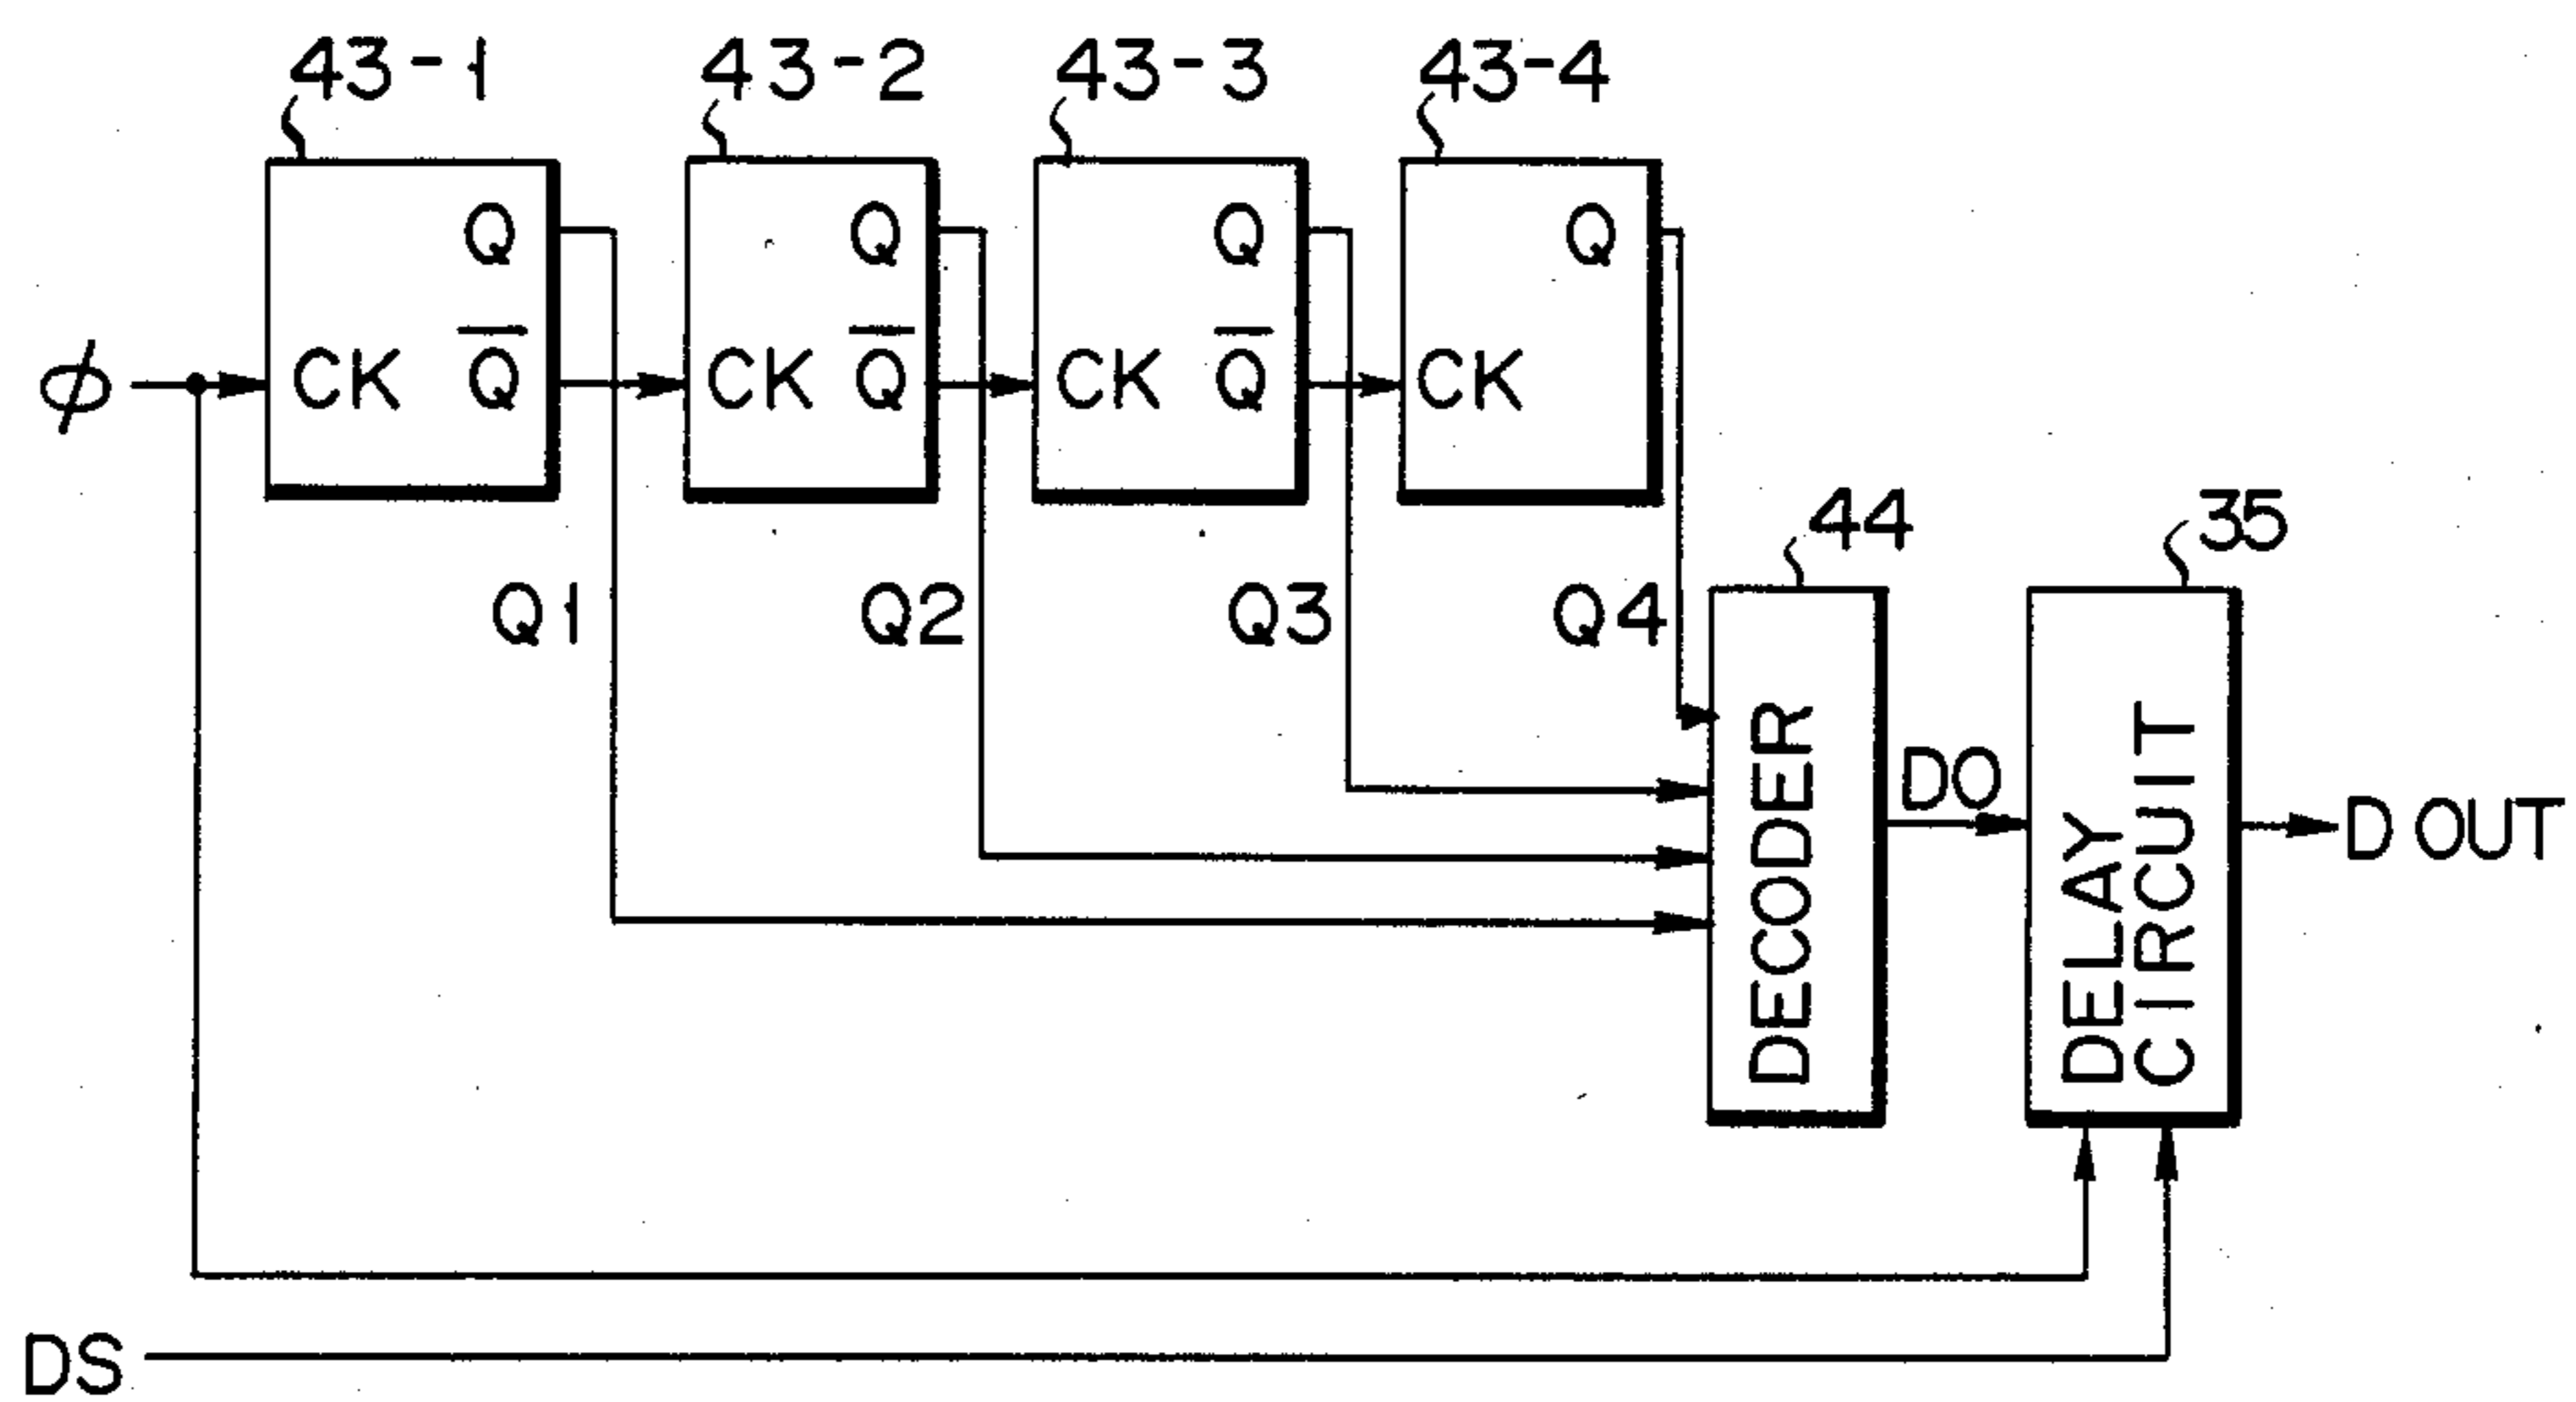 43-1 43-2 43-3 43-4
Q Q Q Q
ϕ CK Q̅ CK Q̅ CK Q̅ CK
44 35
Q1 Q2 Q3 Q4
DECODER
DO
DELAY
CIRCUIT
D OUT
DS